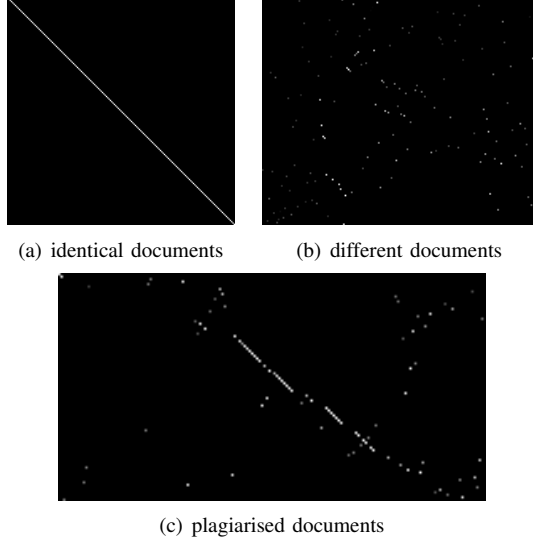 (a) identical documents
(b) different documents
(c) plagiarised documents